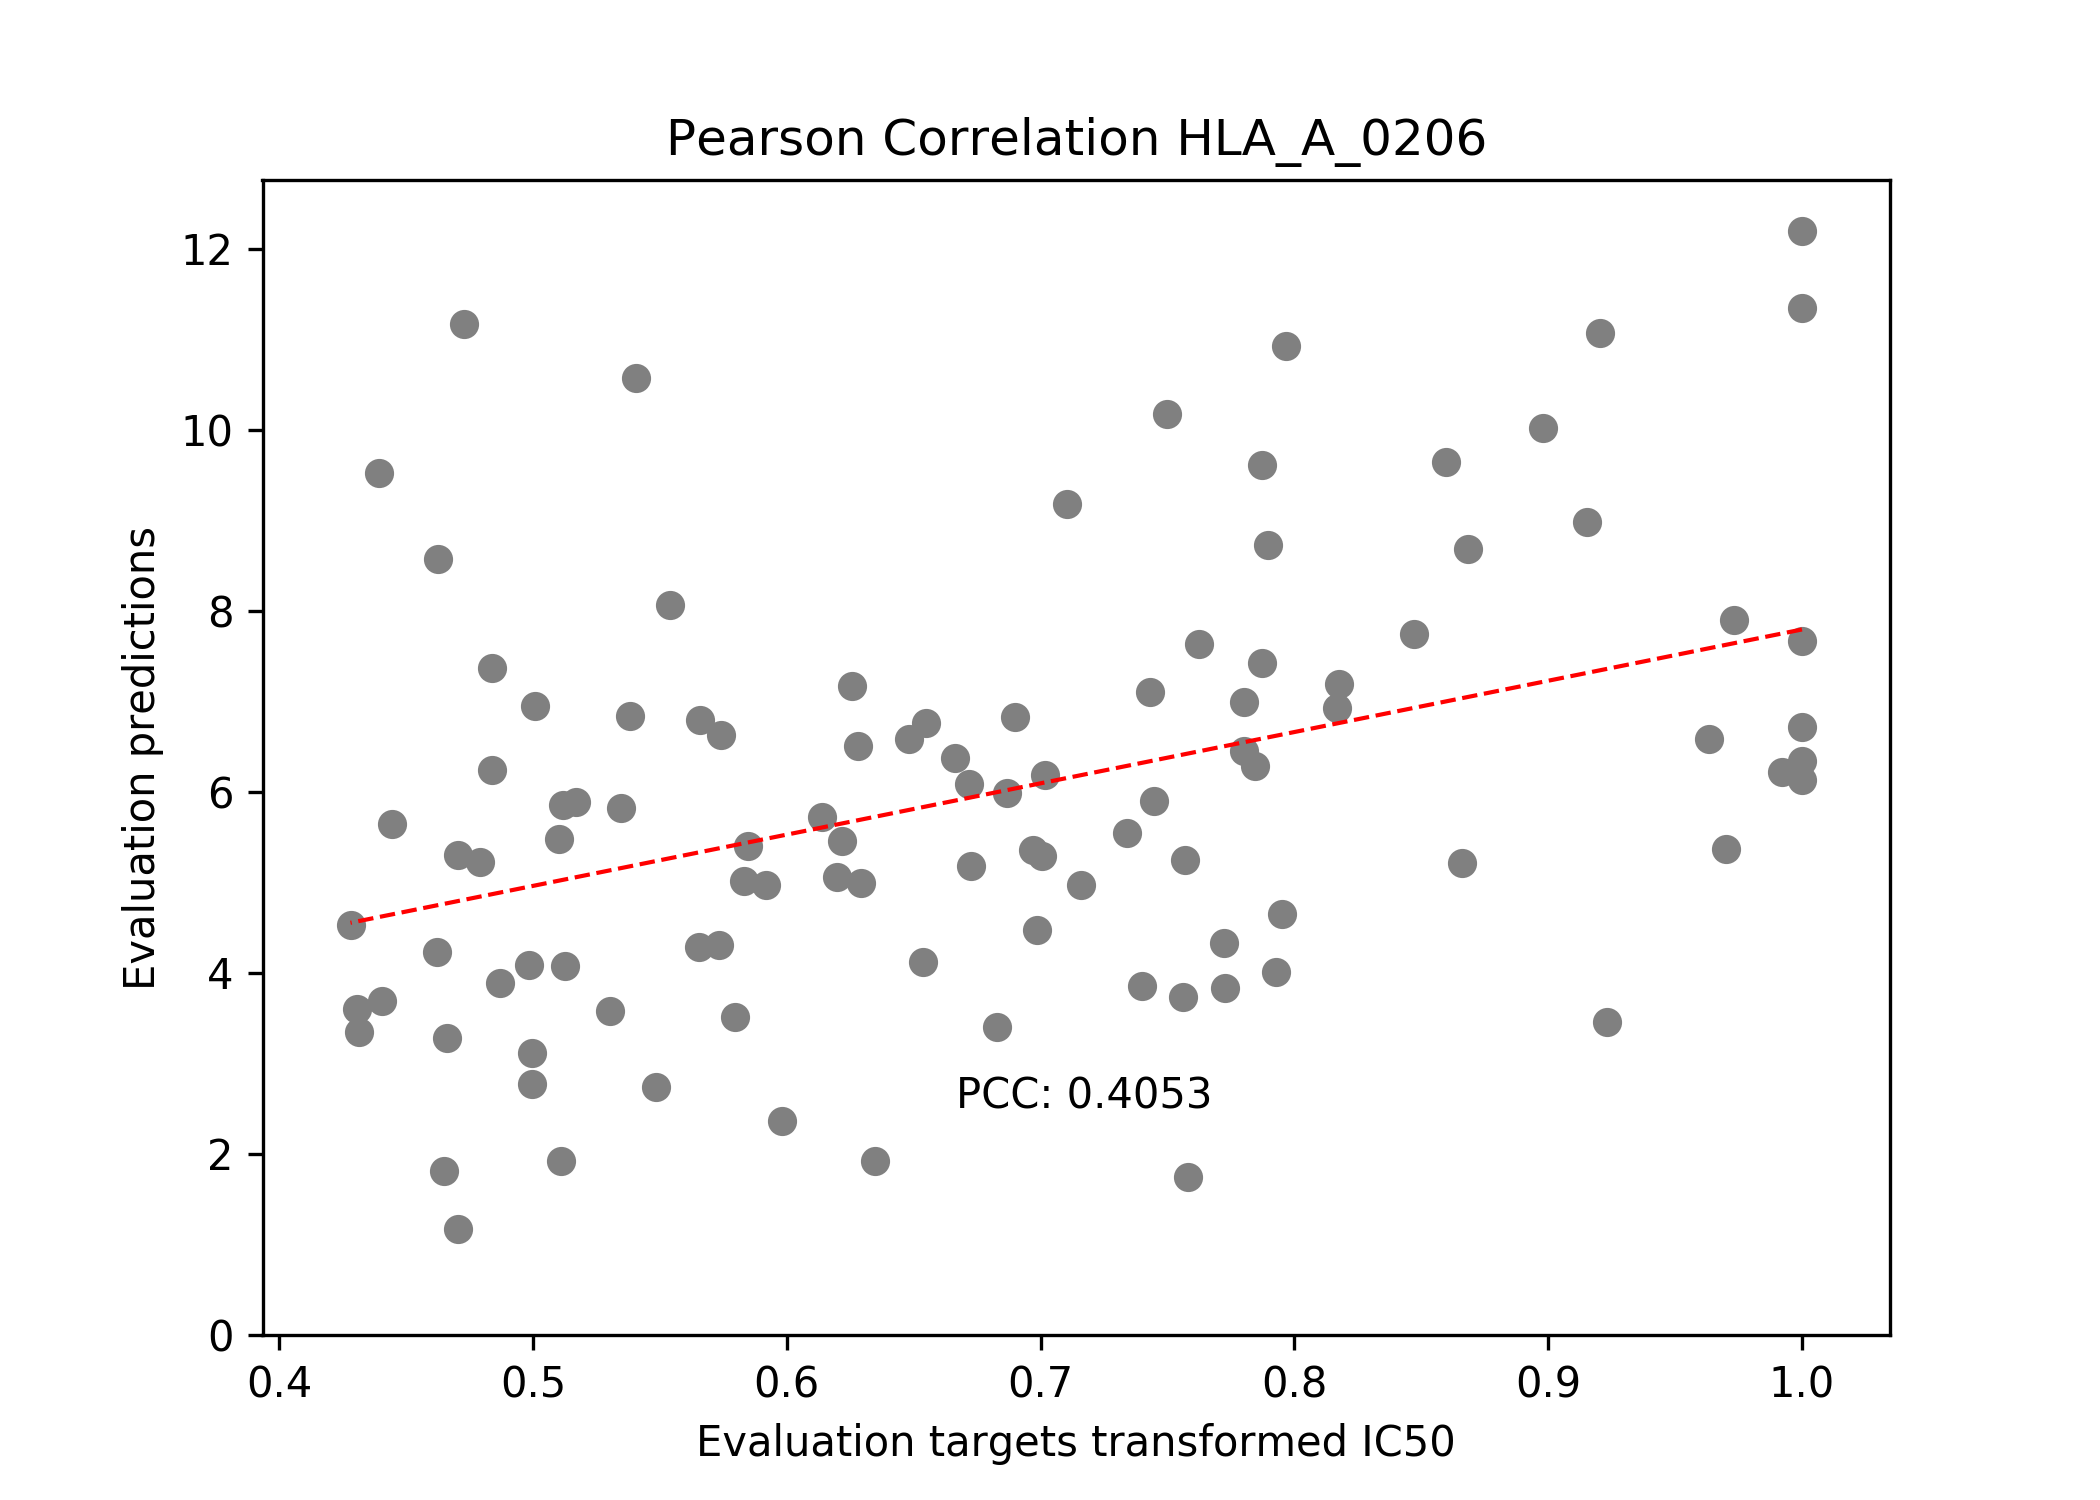 Pearson Correlation HLA_A_0206
12
10
8
6
4
2
0
Evaluation predictions
PCC: 0.4053
0.4 0.5 0.6 0.7 0.8 0.9 1.0
Evaluation targets transformed IC50